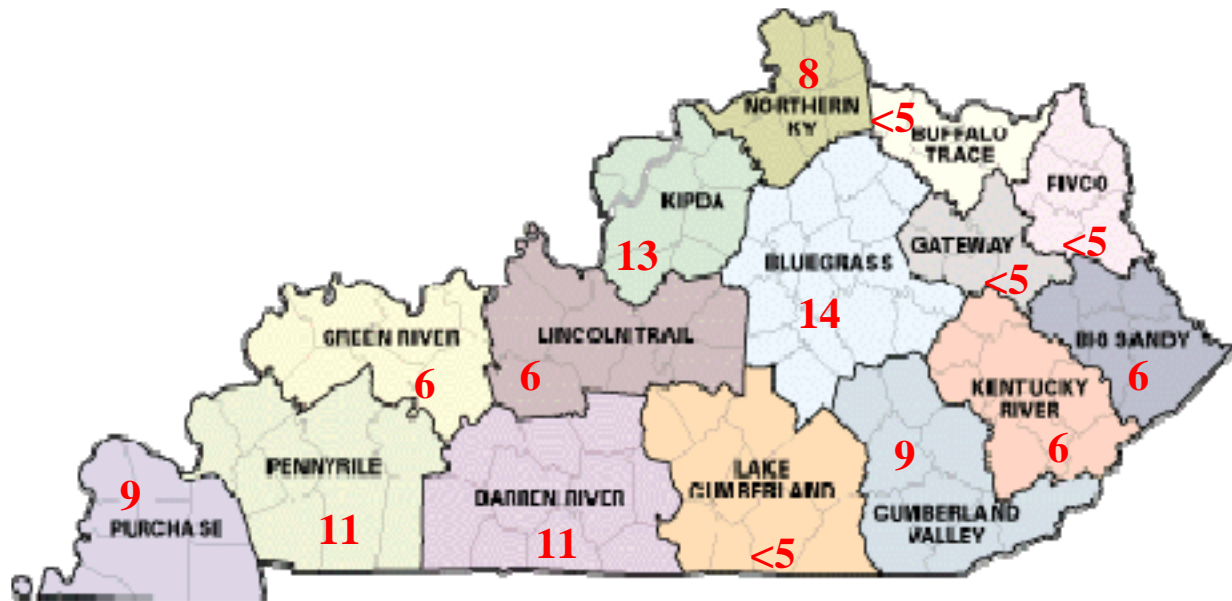 8
NORTHERN
KY
<5
BUFFALO
TRACE
FIVCO
<5
KIPDA
13
GATEWAY
<5
BLUEGRASS
14
GREEN RIVER
6
LINCOLN TRAIL
6
BIG SANDY
6
KENTUCKY
RIVER
6
PENNYRILE
11
BARREN RIVER
11
LAKE
CUMBERLAND
<5
9
CUMBERLAND
VALLEY
9
PURCHASE